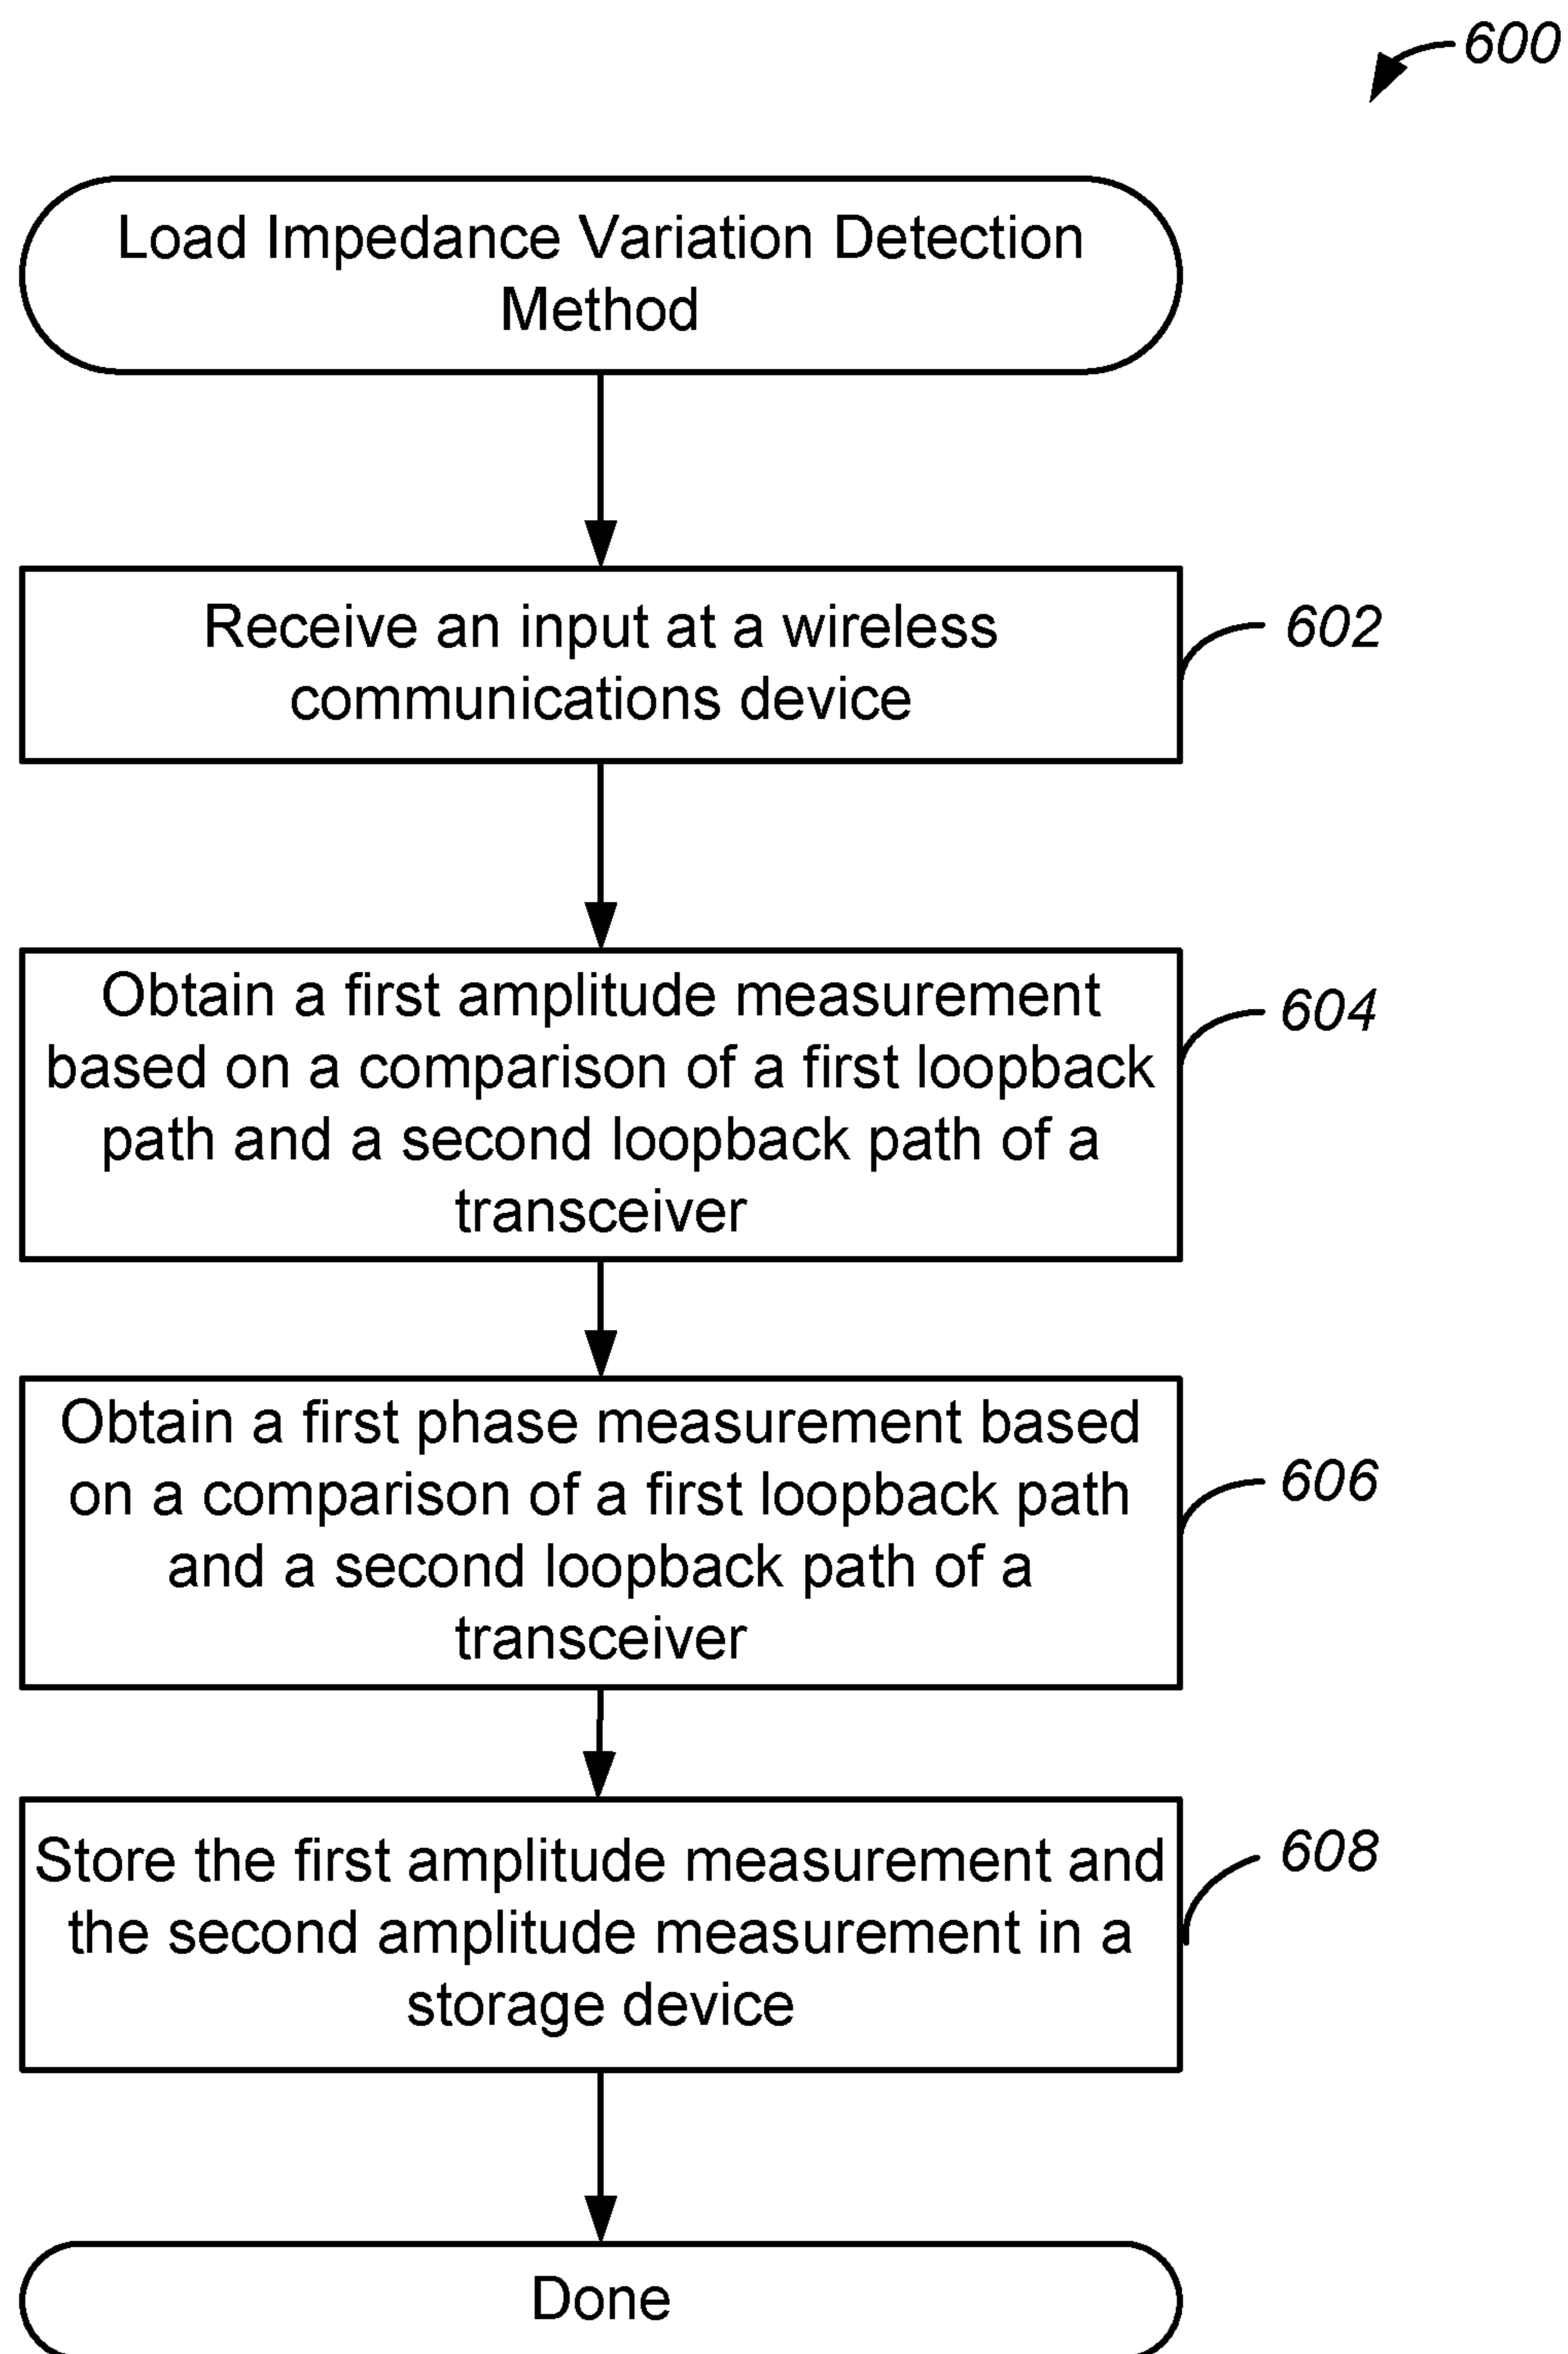 600
Load Impedance Variation Detection
Method
Receive an input at a wireless
communications device
602
Obtain a first amplitude measurement
based on a comparison of a first loopback
path and a second loopback path of a
transceiver
604
Obtain a first phase measurement based
on a comparison of a first loopback path
and a second loopback path of a
transceiver
606
Store the first amplitude measurement and
the second amplitude measurement in a
storage device
608
Done